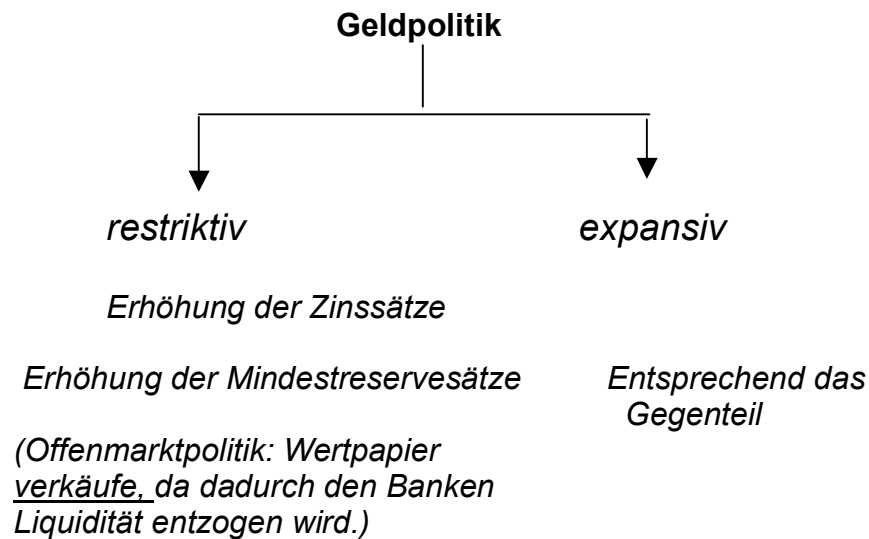 Geldpolitik
restriktiv
expansiv
Erhöhung der Zinssätze
Erhöhung der Mindestreservesätze
Entsprechend das
Gegenteil
(Offenmarktpolitik: Wertpapier
verkäufe, da dadurch den Banken
Liquidität entzogen wird.)